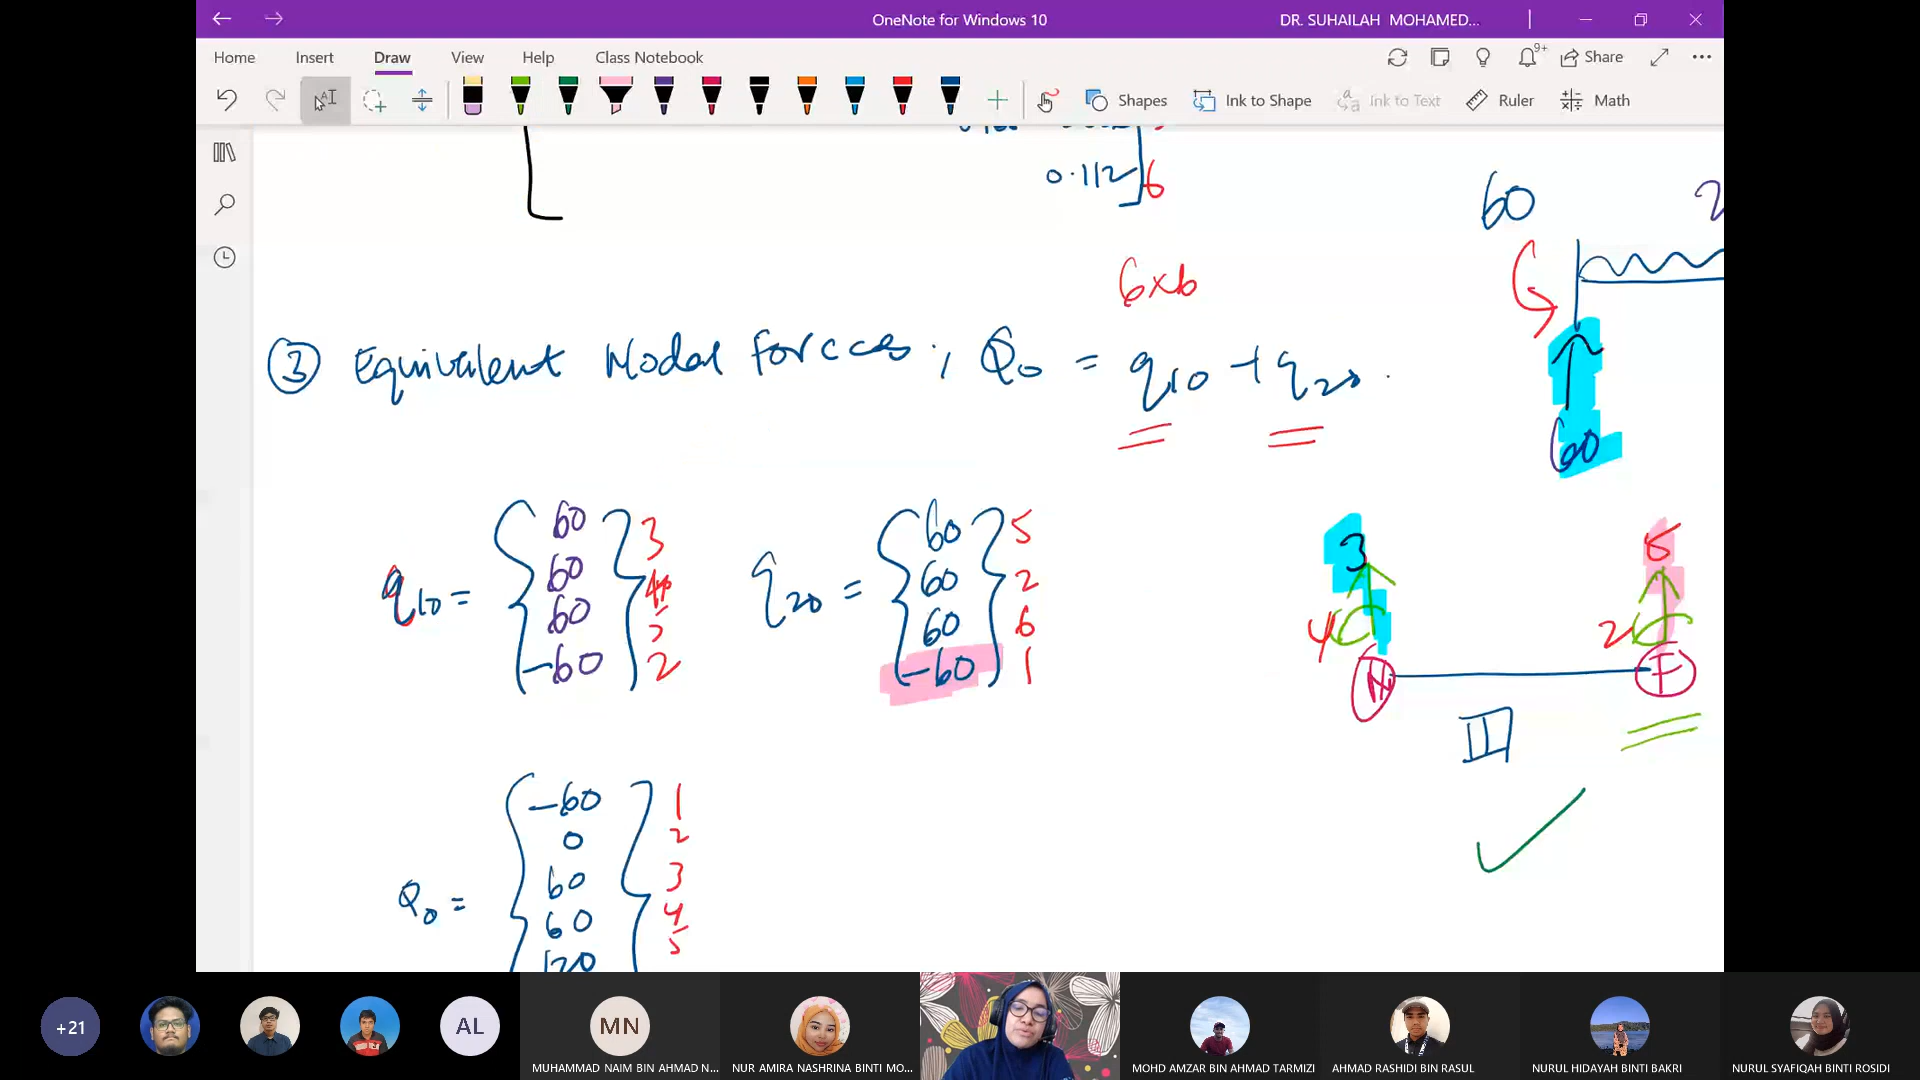 OneNote for Windows 10
DR. SUHAILAH MOHAMED...
Home Insert Draw View Help Class Notebook
9+ Share
Shapes Ink to Shape Ink to Text Ruler Math
0.112 6
6x6
60
60
③ Equivalent Nodal Forces ; Q0 = q10 + q20 .
q10 =
60 3
60 4
60 5
-60 2
q20 =
60 5
60 2
60 6
-60 1
3
4
N
2
F
Q0 =
-60 1
0 2
60 3
60 4
120 5
+21
AL
MN
MUHAMMAD NAIM BIN AHMAD N...
NUR AMIRA NASHRINA BINTI MO...
MOHD AMZAR BIN AHMAD TARMIZI
AHMAD RASHIDI BIN RASUL
NURUL HIDAYAH BINTI BAKRI
NURUL SYAFIQAH BINTI ROSIDI